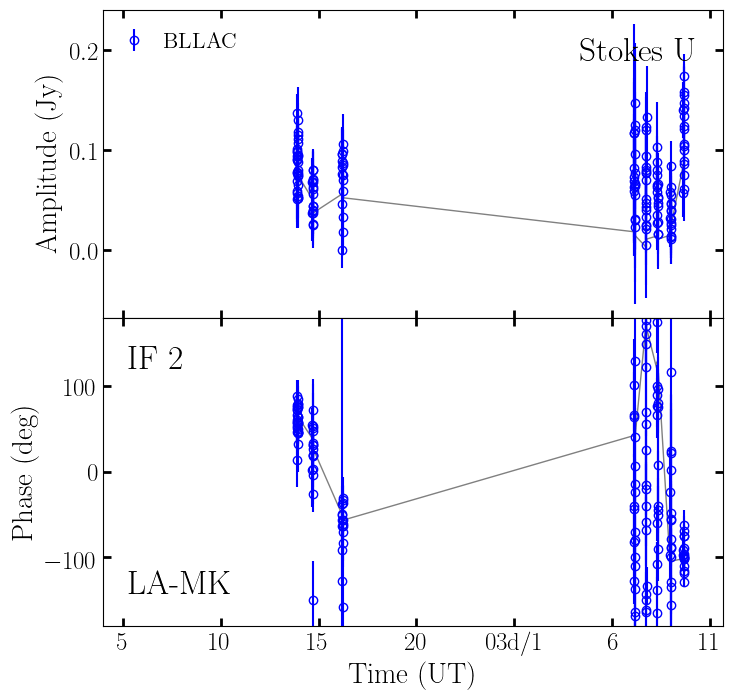 BLLAC
Stokes U
0.2
0.1
0.0
Amplitude (Jy)
IF 2
100
0
−100
Phase (deg)
LA-MK
5 10 15 20 03d/1 6 11
Time (UT)